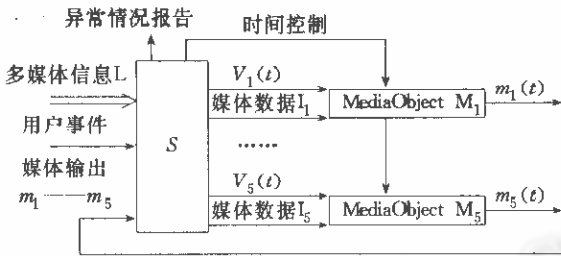 异常情况报告
时间控制
多媒体信息L
用户事件
媒体输出
m₁——m₅
S
V₁(t)
媒体数据I₁
MediaObject M₁
m₁(t)
……
V₅(t)
媒体数据I₅
MediaObject M₅
m₅(t)